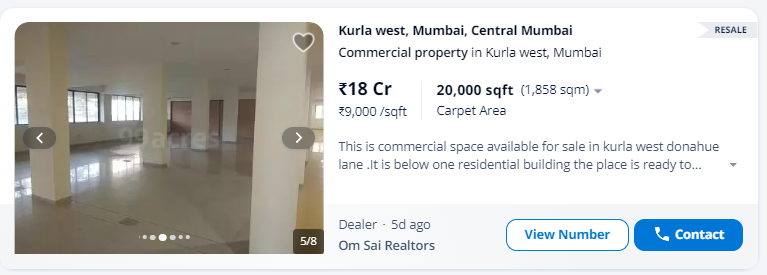 Kurla west, Mumbai, Central Mumbai
RESALE
Commercial property in Kurla west, Mumbai
₹18 Cr
20,000 sqft (1,858 sqm)
₹9,000 /sqft
Carpet Area
99acres
This is commercial space available for sale in kurla west donahue
lane .It is below one residential building the place is ready to...
5/8
Dealer · 5d ago
Om Sai Realtors
View Number
Contact